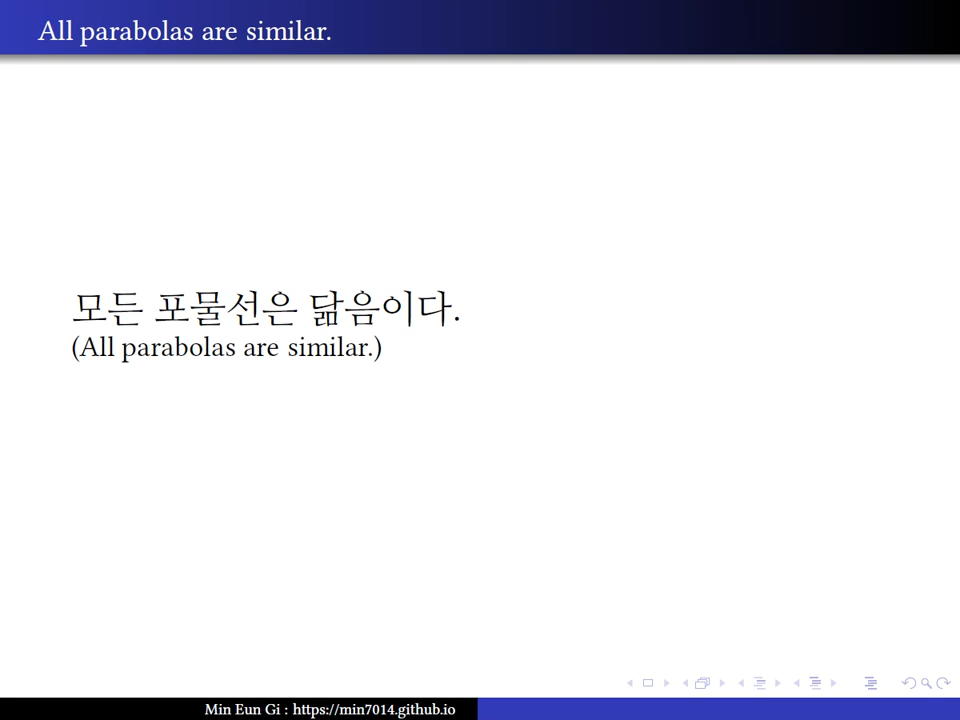 All parabolas are similar.
모든 포물선은 닮음이다.
(All parabolas are similar.)
Min Eun Gi : https://min7014.github.io